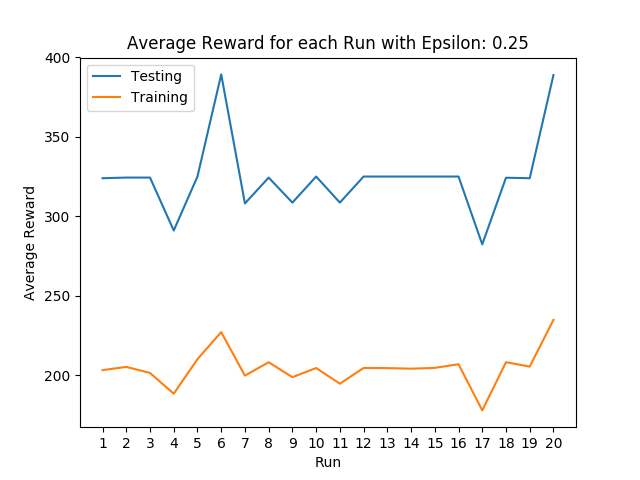 Average Reward for each Run with Epsilon: 0.25
Testing
Training
Average Reward
400
350
300
250
200
1 2 3 4 5 6 7 8 9 10 11 12 13 14 15 16 17 18 19 20
Run